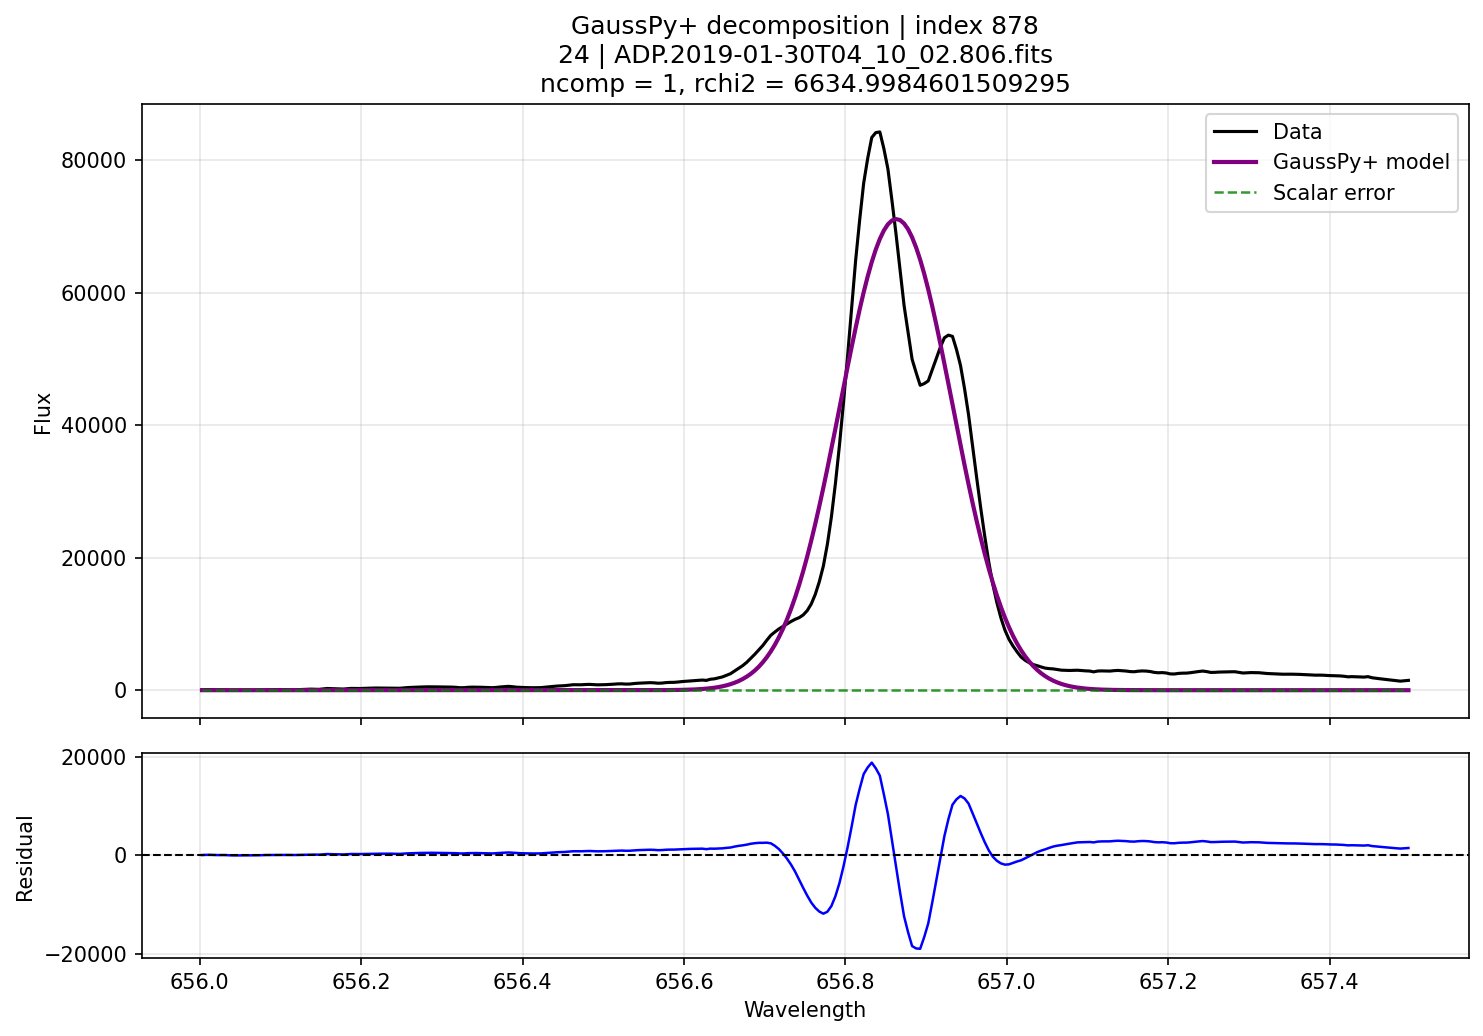 GaussPy+ decomposition | index 878
24 | ADP.2019-01-30T04_10_02.806.fits
ncomp = 1, rchi2 = 6634.9984601509295
Data
GaussPy+ model
Scalar error
80000
60000
40000
20000
0
Flux
20000
0
−20000
Residual
656.0 656.2 656.4 656.6 656.8 657.0 657.2 657.4
Wavelength